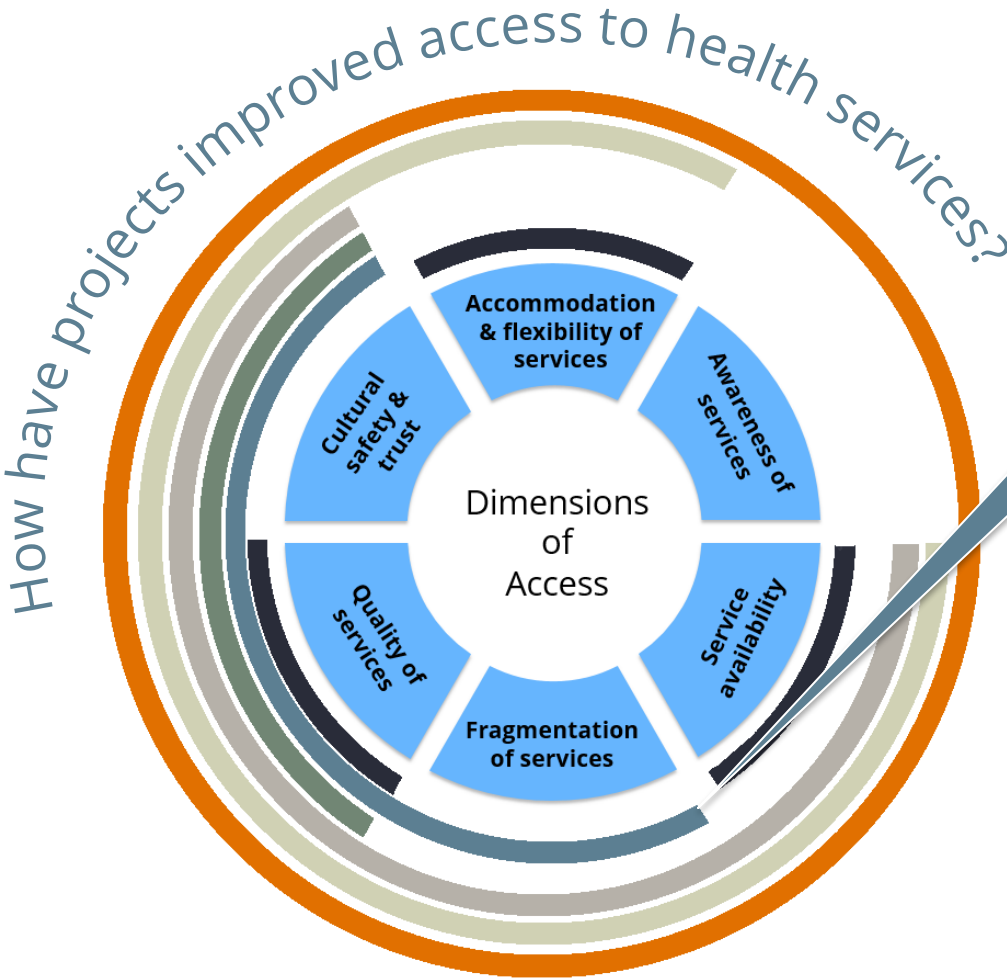 How have projects improved access to health services?
Accommodation
& flexibility of
services
Awareness of
services
Service
availability
Fragmentation
of services
Quality of
services
Cultural
safety &
trust
Dimensions
of
Access